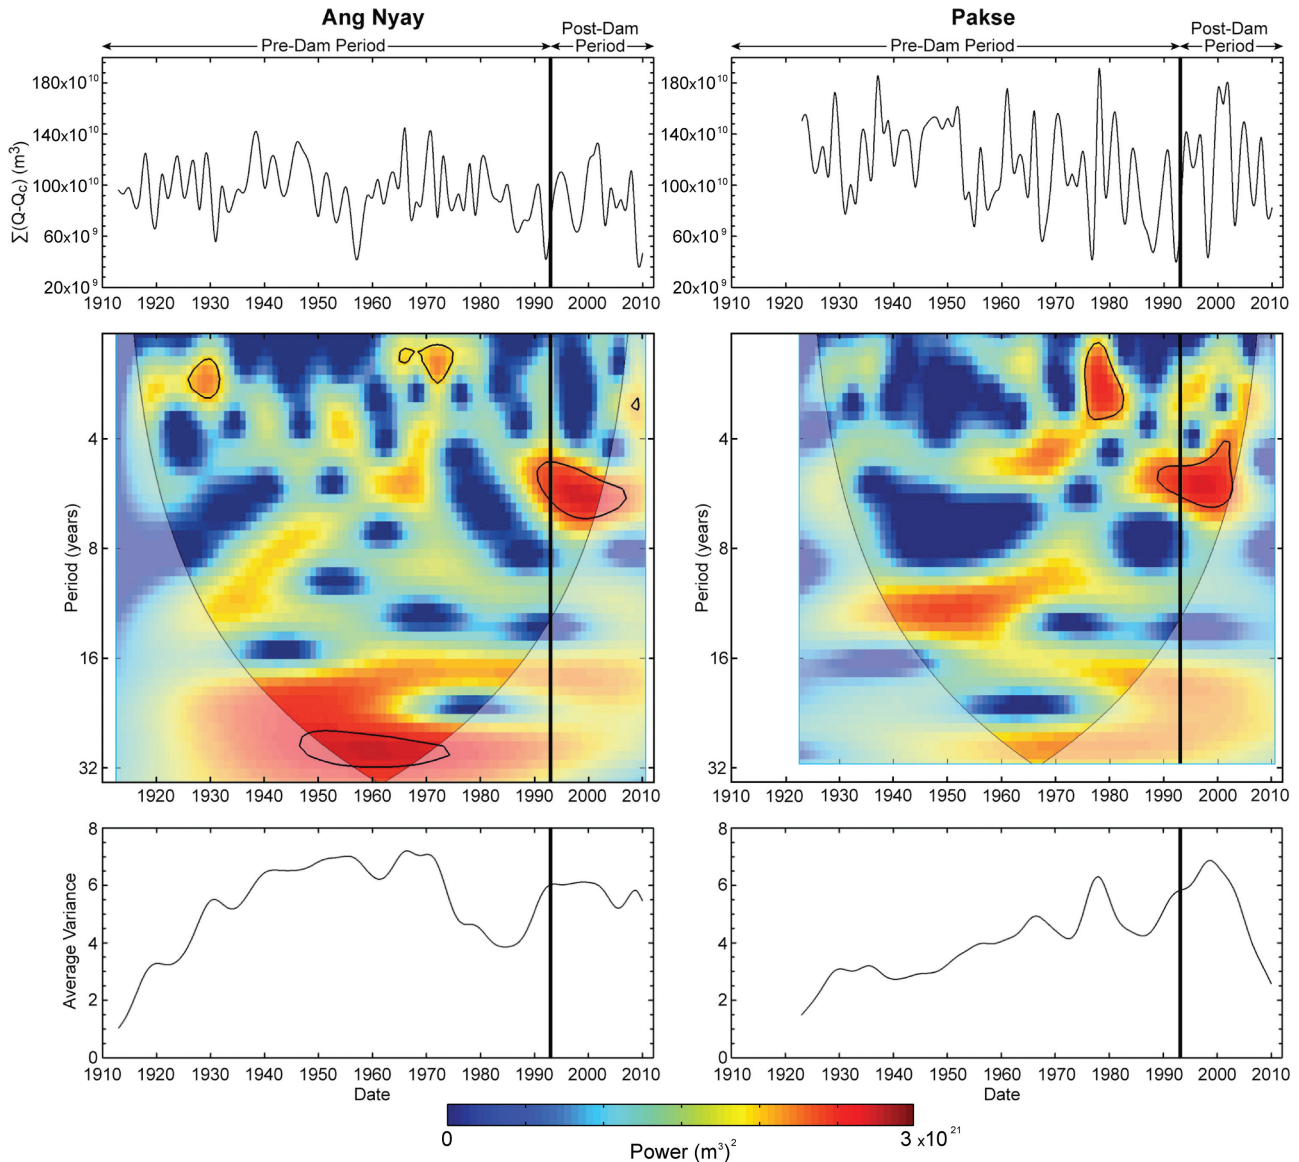 Ang Nyay
Pakse
Pre-Dam Period
Post-Dam
Period
Pre-Dam Period
Post-Dam
Period
Σ(Q-Qc) (m³)
180x10¹⁰
140x10¹⁰
100x10¹⁰
60x10⁹
20x10⁹
1910 1920 1930 1940 1950 1960 1970 1980 1990 2000 2010
180x10¹⁰
140x10¹⁰
100x10¹⁰
60x10⁹
20x10⁹
1910 1920 1930 1940 1950 1960 1970 1980 1990 2000 2010
Period (years)
4
8
16
32
1920 1930 1940 1950 1960 1970 1980 1990 2000 2010
Period (years)
4
8
16
32
1910 1920 1930 1940 1950 1960 1970 1980 1990 2000 2010
Average Variance
8
6
4
2
0
1910 1920 1930 1940 1950 1960 1970 1980 1990 2000 2010
Date
8
6
4
2
0
1910 1920 1930 1940 1950 1960 1970 1980 1990 2000 2010
Date
0
3 x10²¹
Power (m³)²